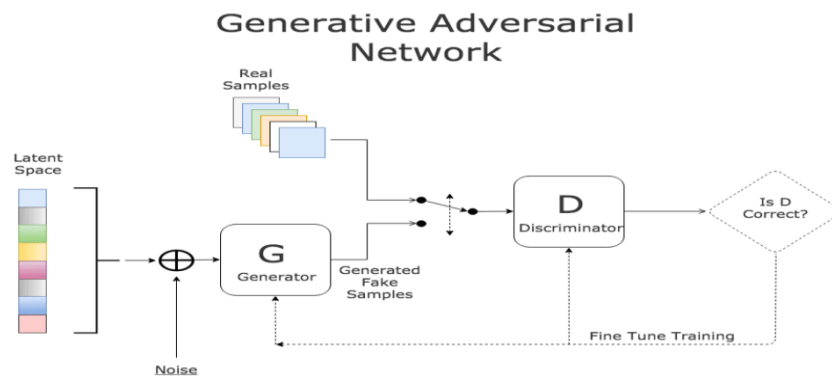 Generative Adversarial
Network
Real
Samples
Latent
Space
G
Generator
Generated
Fake
Samples
D
Discriminator
Is D
Correct?
Fine Tune Training
Noise